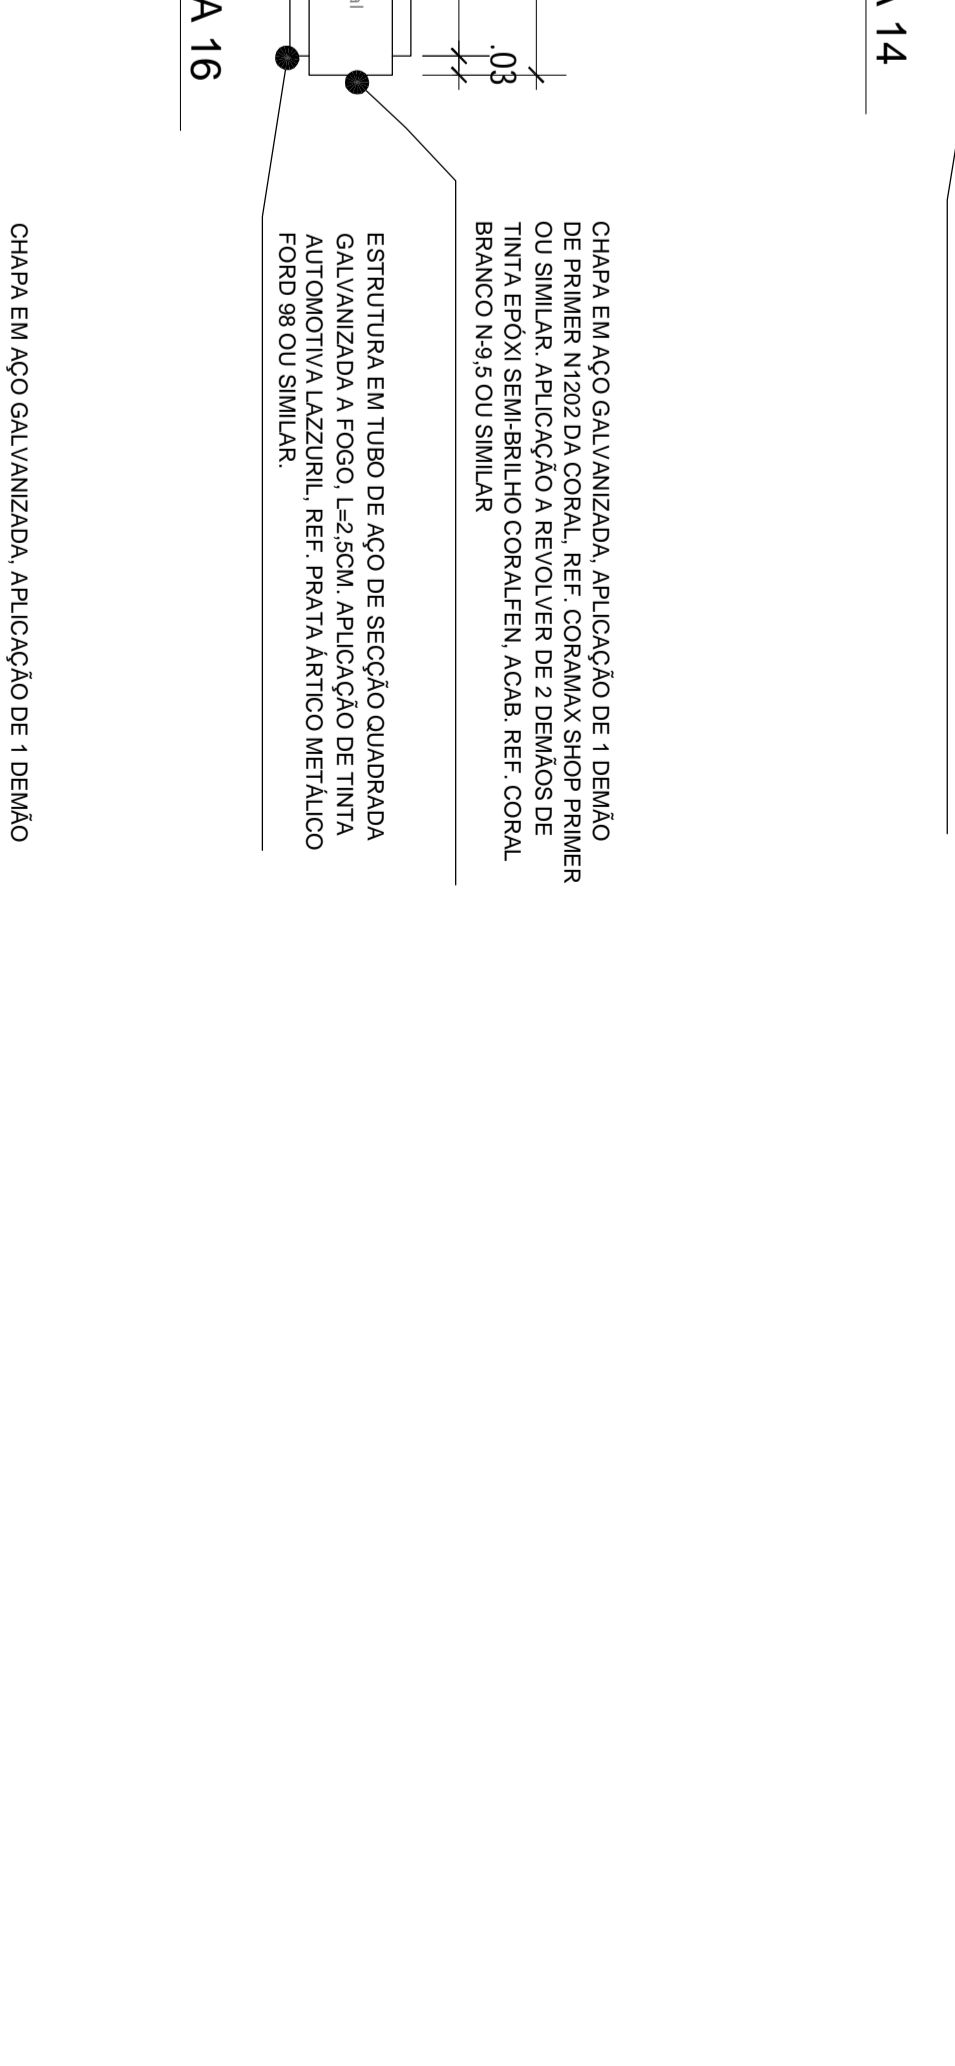 A 14
.03
CHAPA EM AÇO GALVANIZADA, APLICAÇÃO DE 1 DEMÃO
DE PRIMER N1202 DA CORAL, REF. CORAMAX SHOP PRIMER
OU SIMILAR. APLICAÇÃO A REVOLVER DE 2 DEMÃOS DE
TINTA EPÓXI SEMI-BRILHO CORALFEN, ACAB. REF. CORAL
BRANCO N-9,5 OU SIMILAR
ESTRUTURA EM TUBO DE AÇO DE SECÇÃO QUADRADA
GALVANIZADA A FOGO, L=2,5CM. APLICAÇÃO DE TINTA
AUTOMOTIVA LAZZURIL, REF. PRATA ÁRTICO METÁLICO
FORD 98 OU SIMILAR.
A 16
CHAPA EM AÇO GALVANIZADA, APLICAÇÃO DE 1 DEMÃO